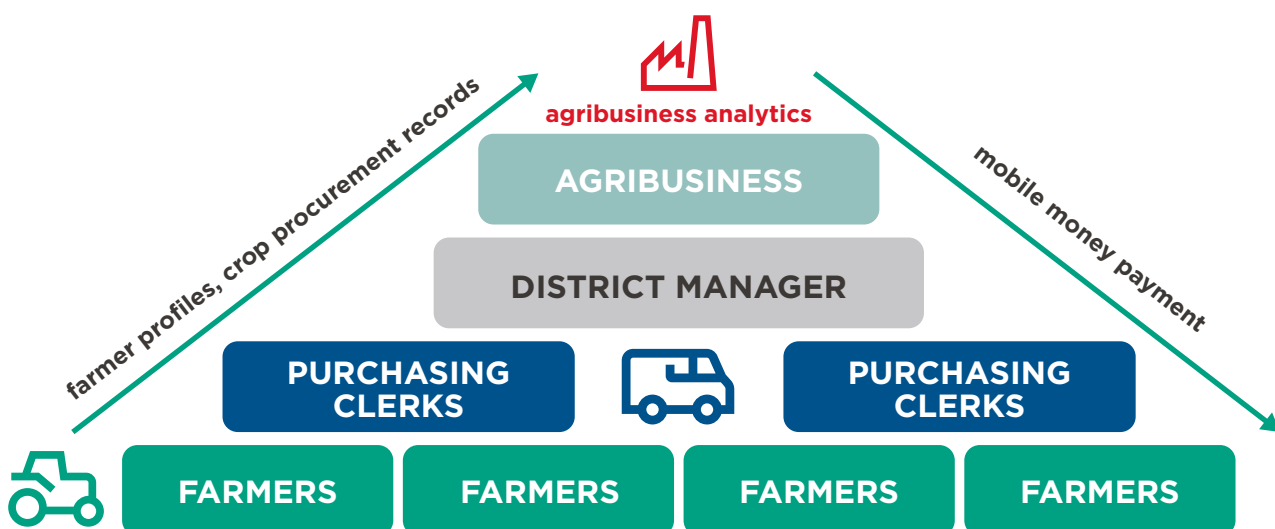 farmer profiles, crop procurement records
agribusiness analytics
mobile money payment
AGRIBUSINESS
DISTRICT MANAGER
PURCHASING
CLERKS
PURCHASING
CLERKS
FARMERS
FARMERS
FARMERS
FARMERS